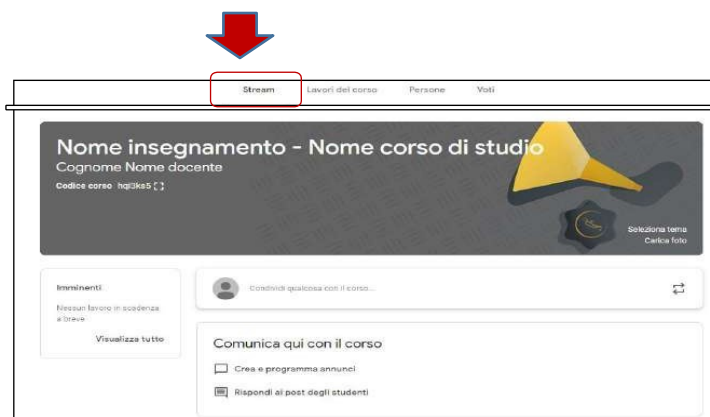 Stream Lavori del corso Persone Voti
Nome insegnamento - Nome corso di studio
Cognome Nome docente
Codice corso hql3ks5
Seleziona tema
Carica foto
Imminenti
Nessun lavoro in scadenza
a breve
Visualizza tutto
Condividi qualcosa con il corso...
Comunica qui con il corso
Crea e programma annunci
Rispondi ai post degli studenti